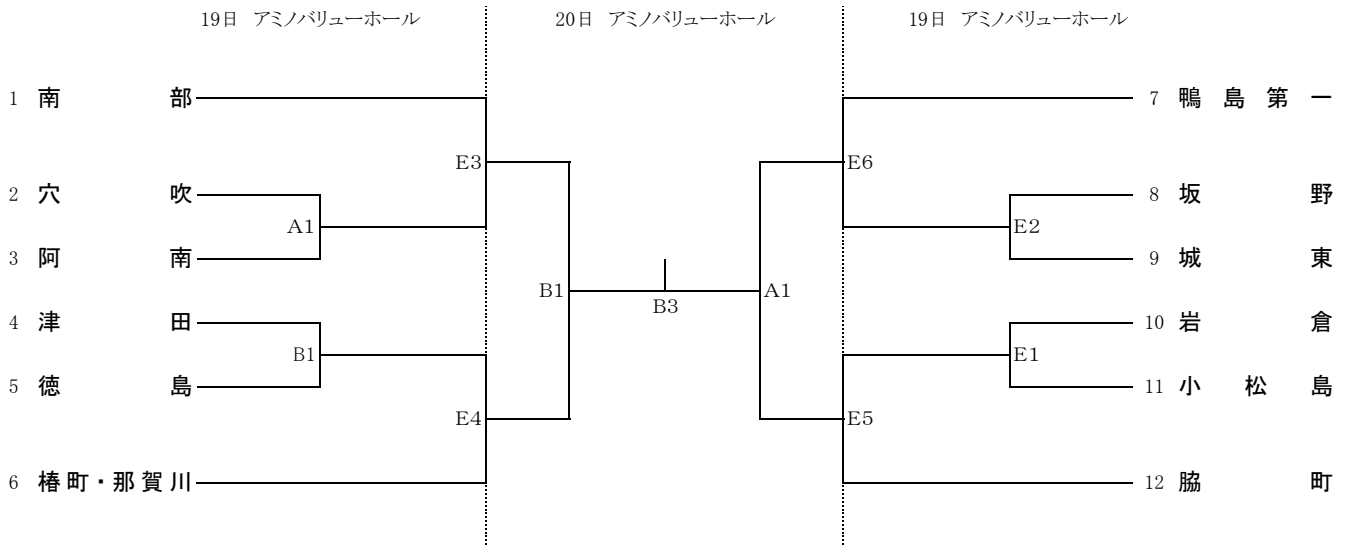 19日 アミノバリューホール 20日 アミノバリューホール 19日 アミノバリューホール
1 南部 7 鴨島第一
E3 E6
2 穴吹 8 坂野
A1 E2
3 阿南 9 城東
B1 A1
B3
4 津田 10 岩倉
B1 E1
5 徳島 11 小松島
E4 E5
6 椿町・那賀川 12 脇町